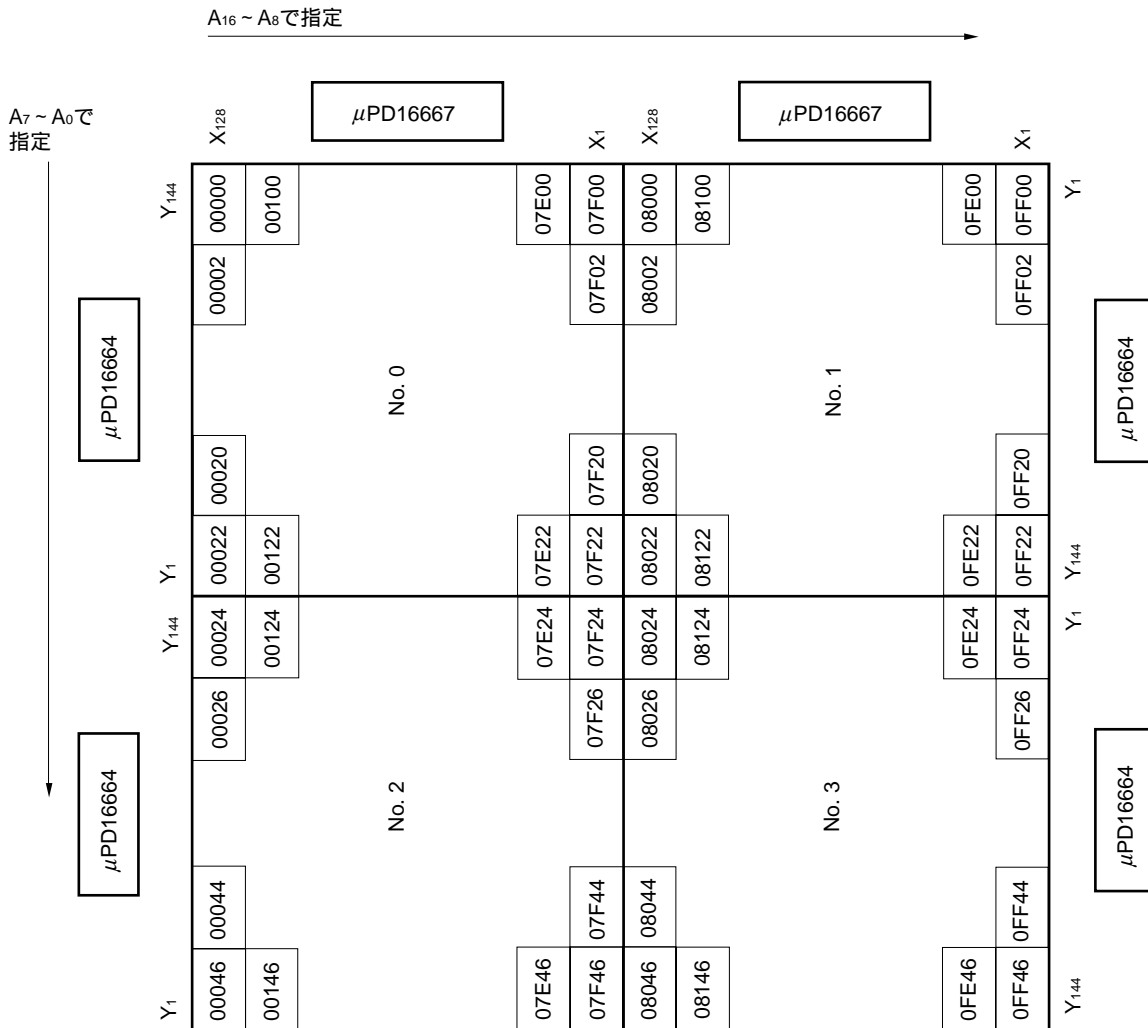 A16 ~ A8で指定
A7 ~ A0で
指定
X128
μPD16667
X1
X128
μPD16667
X1
Y144
00000
00100
07E00
07F00
08000
08100
0FE00
0FF00
Y1
00002
07F02
08002
0FF02
μPD16664
No. 0
No. 1
μPD16664
00020
07F20
08020
0FF20
Y1
00022
00122
07E22
07F22
08022
08122
0FE22
0FF22
Y144
Y144
00024
00124
07E24
07F24
08024
08124
0FE24
0FF24
Y1
00026
07F26
08026
0FF26
μPD16664
No. 2
No. 3
μPD16664
00044
07F44
08044
0FF44
Y1
00046
00146
07E46
07F46
08046
08146
0FE46
0FF46
Y144